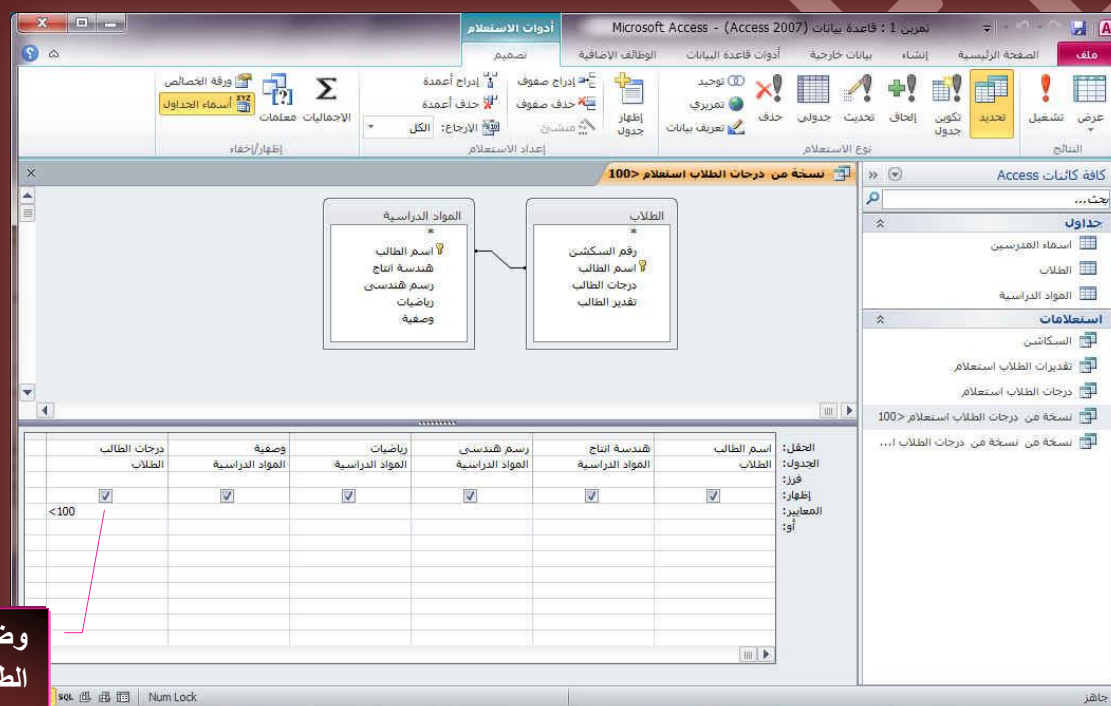 تمرين 1 : قاعدة بيانات (Access 2007) - Microsoft Access
أدوات الاستعلام
ملف
الصفحة الرئيسية
إنشاء
بيانات خارجية
أدوات قاعدة البيانات
الوظائف الإضافية
تصميم
عرض
تشغيل
تحديد
تكوين جدول
إلحاق
تحديث
جدولي
حذف
توحيد
تمريري
تعريف بيانات
إظهار جدول
إدراج صفوف
حذف صفوف
منشئ
إدراج أعمدة
حذف أعمدة
الإرجاع: الكل
الإجماليات
معلمات
ورقة الخصائص
أسماء الجداول
النتائج
نوع الاستعلام
إعداد الاستعلام
إظهار/إخفاء
كافة كائنات Access
بحث...
جداول
اسماء المدرسين
الطلاب
المواد الدراسية
استعلامات
السكاشن
تقديرات الطلاب استعلام
درجات الطلاب استعلام
نسخة من درجات الطلاب استعلام <100
نسخة من نسخة من درجات الطلاب ا...
نسخة من درجات الطلاب استعلام <100
الطلاب
*
رقم السكشن
اسم الطالب
درجات الطالب
تقدير الطالب
المواد الدراسية
*
اسم الطالب
هندسة انتاج
رسم هندسى
رياضيات
وصفية
الحقل: اسم الطالب هندسة انتاج رسم هندسى رياضيات وصفية درجات الطالب
الجدول: الطلاب المواد الدراسية المواد الدراسية المواد الدراسية المواد الدراسية الطلاب
فرز:
إظهار:
المعايير: <100
أو:
جاهز
Num Lock
SQL